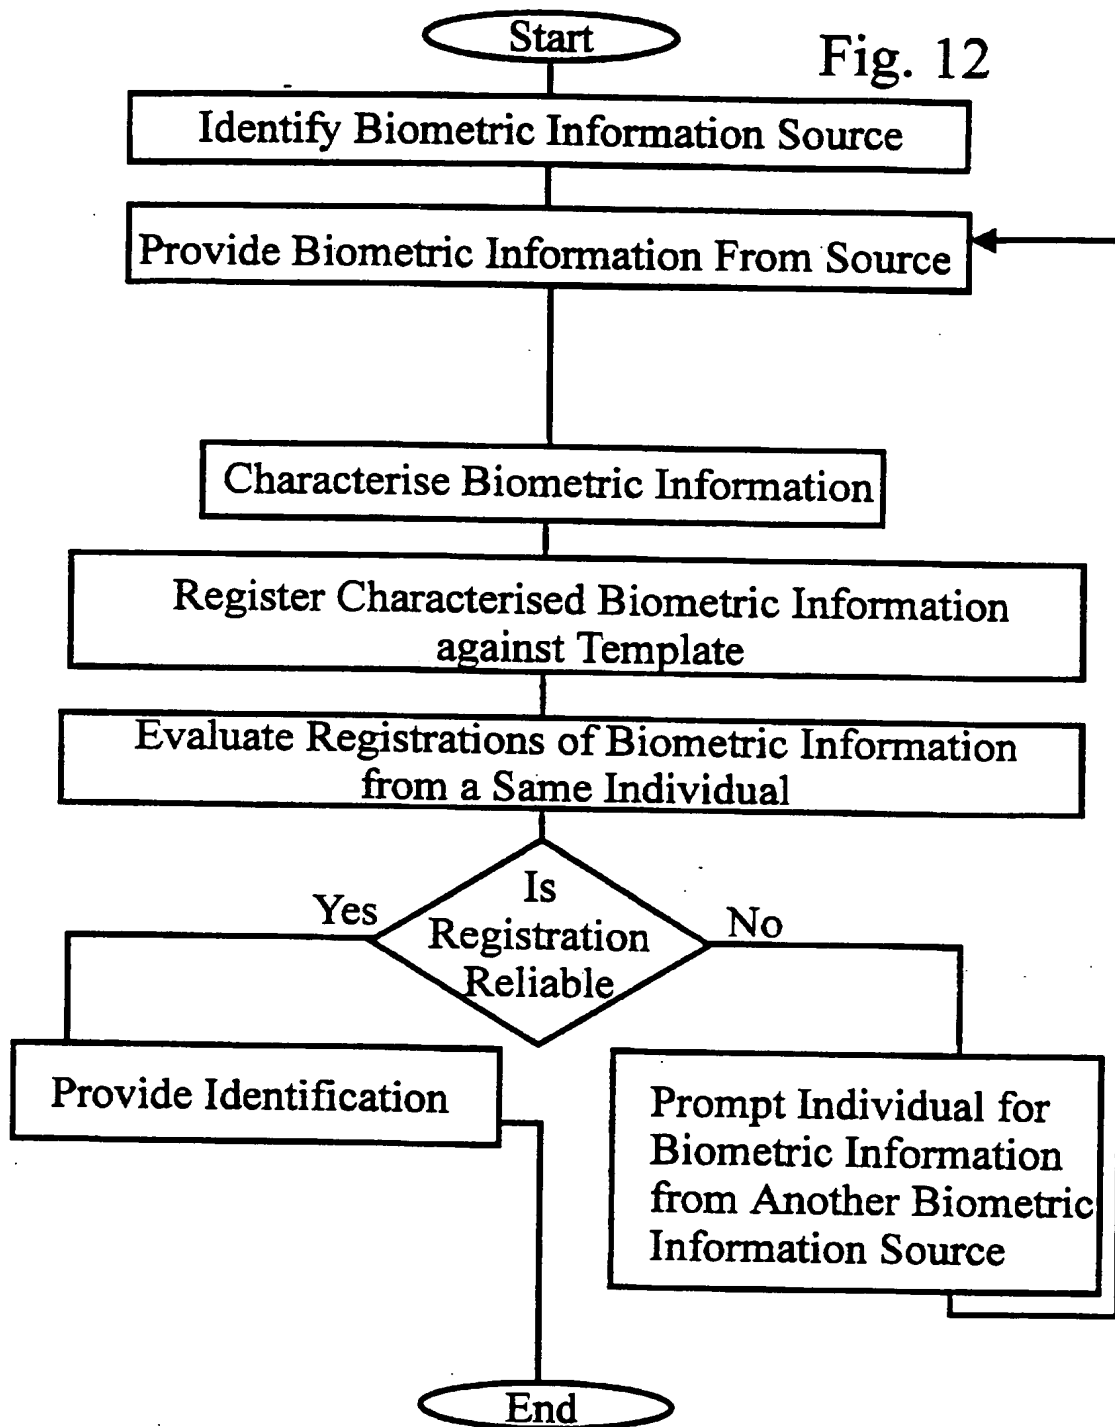 Start
Fig. 12
Identify Biometric Information Source
Provide Biometric Information From Source
Characterise Biometric Information
Register Characterised Biometric Information
against Template
Evaluate Registrations of Biometric Information
from a Same Individual
Is
Registration
Reliable
Yes
No
Provide Identification
Prompt Individual for
Biometric Information
from Another Biometric
Information Source
End